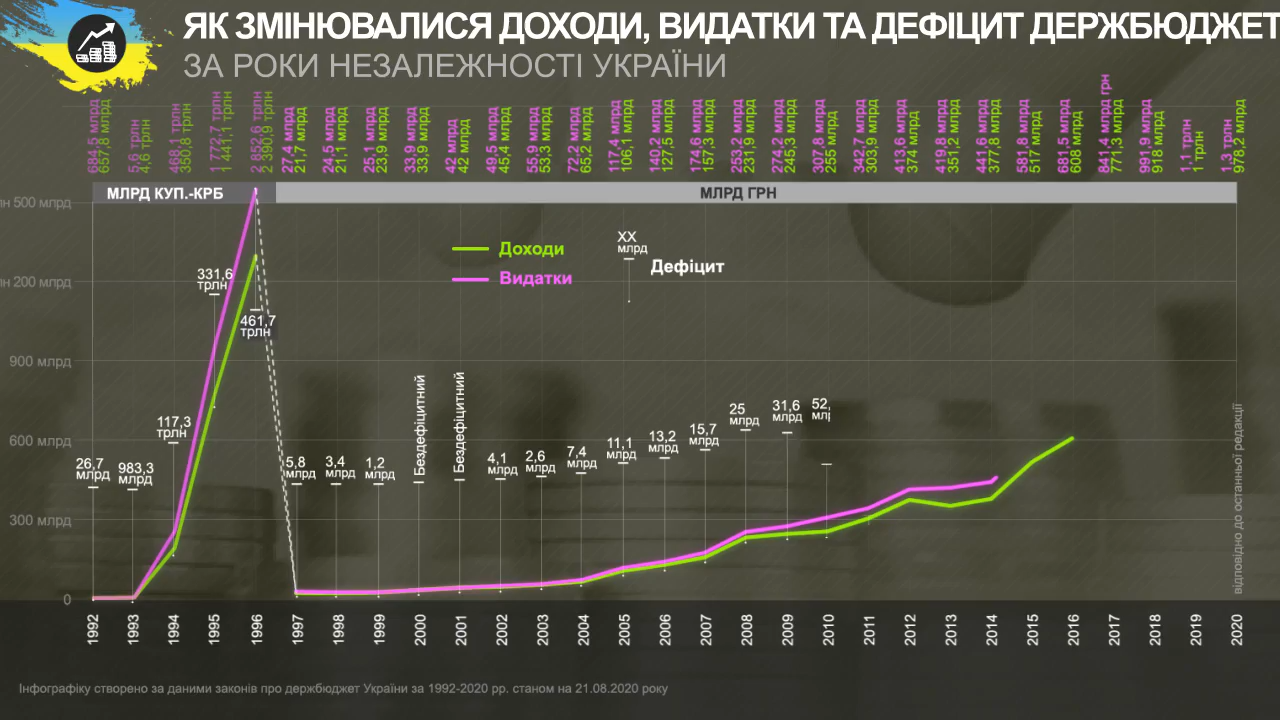 ЯК ЗМІНЮВАЛИСЯ ДОХОДИ, ВИДАТКИ ТА ДЕФІЦИТ ДЕРЖБЮДЖЕТ
ЗА РОКИ НЕЗАЛЕЖНОСТІ УКРАЇНИ
684,5 млрд
657,8 млрд
5,6 трлн
4,6 трлн
468,1 трлн
350,8 трлн
1 772,7 трлн
1 441,1 трлн
2 852,6 трлн
2 390,9 трлн
27,4 млрд
21,7 млрд
24,5 млрд
21,1 млрд
25,1 млрд
23,9 млрд
33,9 млрд
33,9 млрд
42 млрд
42 млрд
49,5 млрд
45,4 млрд
55,9 млрд
53,3 млрд
72,2 млрд
65,2 млрд
117,4 млрд
106,1 млрд
140,2 млрд
127,5 млрд
174,6 млрд
157,3 млрд
253,2 млрд
231,9 млрд
274,2 млрд
245,3 млрд
307,8 млрд
255 млрд
342,7 млрд
303,9 млрд
413,6 млрд
374 млрд
419,8 млрд
351,2 млрд
441,6 млрд
377,8 млрд
581,8 млрд
517 млрд
681,5 млрд
608 млрд
841,4 млрд грн
771,3 млрд
991,9 млрд
918 млрд
1,1 трлн
1 трлн
1,3 трлн
978,2 млрд
МЛРД КУП.-КРБ
МЛРД ГРН
лн 500 млрд
лн 200 млрд
900 млрд
600 млрд
300 млрд
0
Доходи
Видатки
XX
млрд
Дефіцит
26,7
млрд
983,3
млрд
117,3
трлн
331,6
трлн
461,7
трлн
5,8
млрд
3,4
млрд
1,2
млрд
Бездефіцитний
Бездефіцитний
4,1
млрд
2,6
млрд
7,4
млрд
11,1
млрд
13,2
млрд
15,7
млрд
25
млрд
31,6
млрд
52,
мл
відповідно до останньої редакції
1992
1993
1994
1995
1996
1997
1998
1999
2000
2001
2002
2003
2004
2005
2006
2007
2008
2009
2010
2011
2012
2013
2014
2015
2016
2017
2018
2019
2020
Інфографіку створено за даними законів про держбюджет України за 1992-2020 рр. станом на 21.08.2020 року